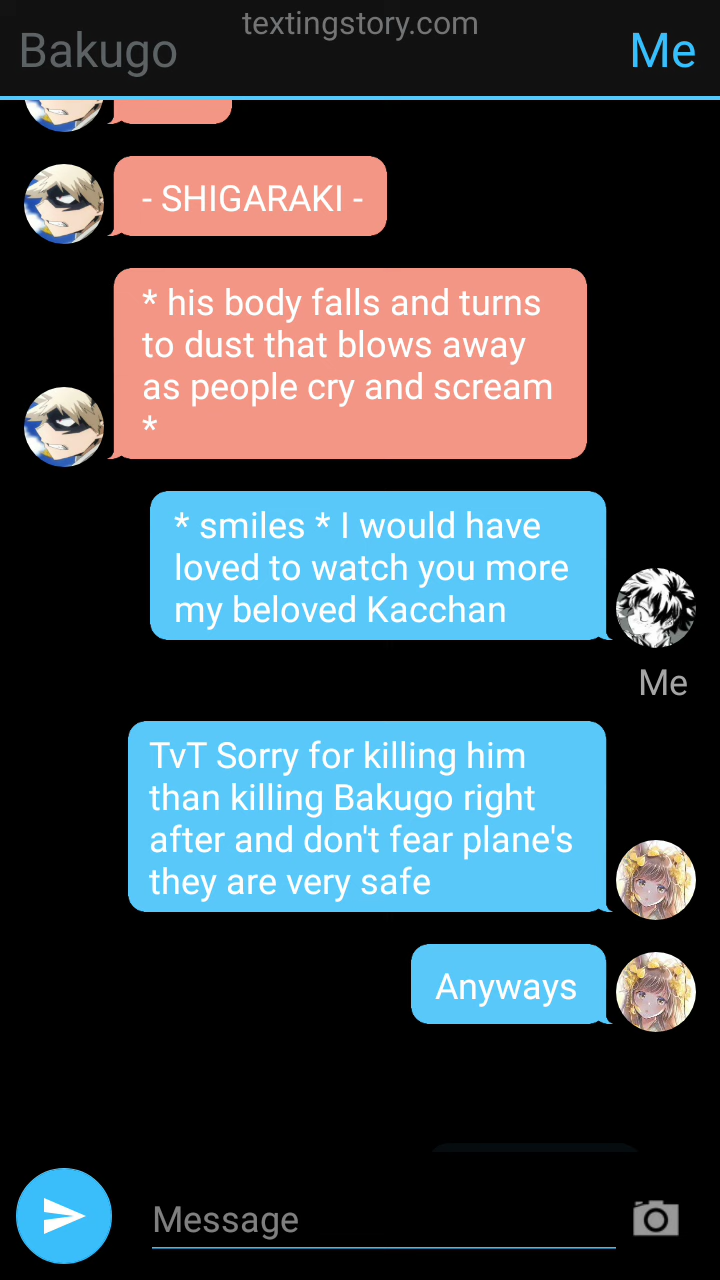 textingstory.com
Bakugo
Me
- SHIGARAKI -
* his body falls and turns
to dust that blows away
as people cry and scream
*
* smiles * I would have
loved to watch you more
my beloved Kacchan
Me
TvT Sorry for killing him
than killing Bakugo right
after and don't fear plane's
they are very safe
Anyways
Message